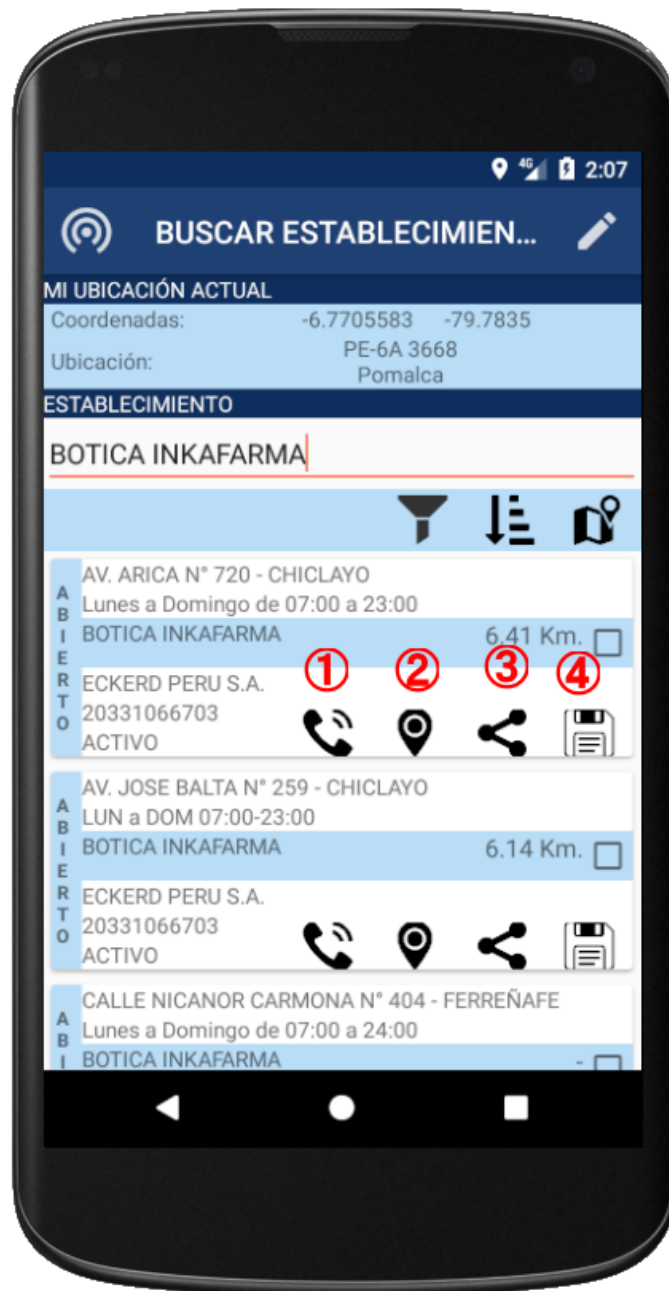 4G 2:07
BUSCAR ESTABLECIMIEN...
MI UBICACIÓN ACTUAL
Coordenadas: -6.7705583 -79.7835
Ubicación: PE-6A 3668
Pomalca
ESTABLECIMIENTO
BOTICA INKAFARMA
ABIERTO
AV. ARICA N° 720 - CHICLAYO
Lunes a Domingo de 07:00 a 23:00
BOTICA INKAFARMA 6.41 Km.
① ② ③ ④
ECKERD PERU S.A.
20331066703
ACTIVO
ABIERTO
AV. JOSE BALTA N° 259 - CHICLAYO
LUN a DOM 07:00-23:00
BOTICA INKAFARMA 6.14 Km.
ECKERD PERU S.A.
20331066703
ACTIVO
ABI
CALLE NICANOR CARMONA N° 404 - FERREÑAFE
Lunes a Domingo de 07:00 a 24:00
BOTICA INKAFARMA -